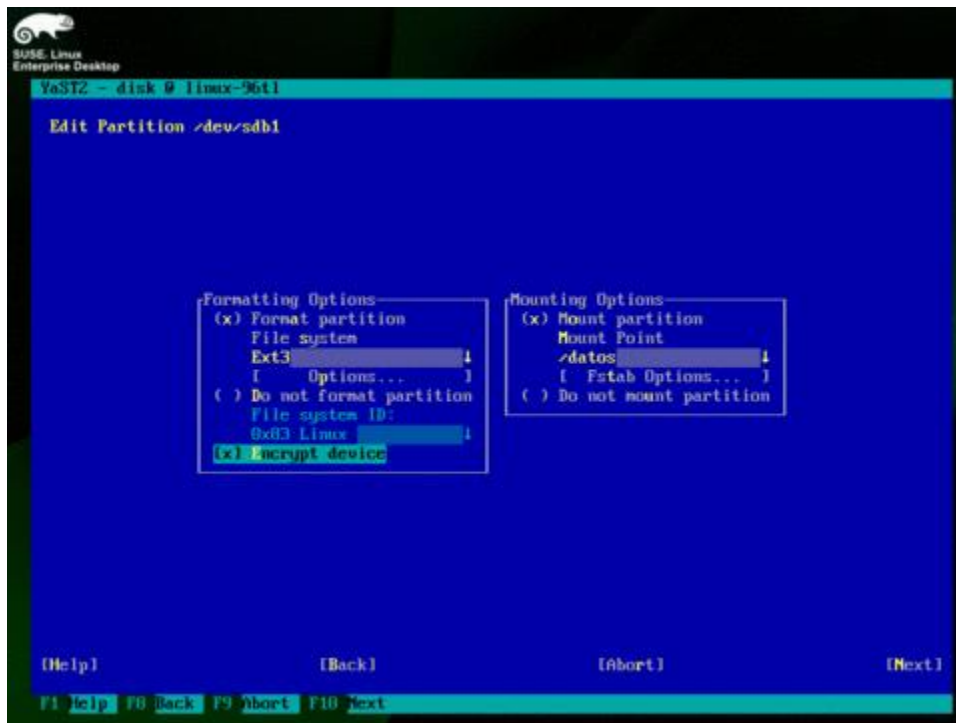 SUSE. Linux
Enterprise Desktop
YaST2 - disk @ linux-96tl
Edit Partition /dev/sdb1
Formatting Options
(x) Format partition
File system
Ext3
[ Options... ]
( ) Do not format partition
File system ID:
0x83 Linux
[x] Encrypt device
Mounting Options
(x) Mount partition
Mount Point
/datos
[ Fstab Options... ]
( ) Do not mount partition
[Help] [Back] [Abort] [Next]
F1 Help F8 Back F9 Abort F10 Next